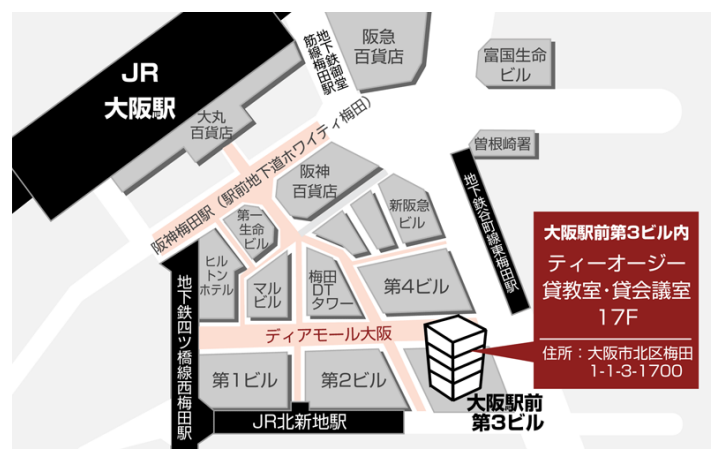 JR
大阪駅
地下鉄御堂
筋線梅田駅
阪急
百貨店
富国生命
ビル
大丸
百貨店
曽根崎署
阪神梅田駅（駅前地下道ホワイティ梅田）
阪神
百貨店
地下鉄谷町線東梅田駅
新阪急
ビル
第一
生命
ビル
ヒル
トン
ホテル
マル
ビル
梅田
DT
タワー
第4ビル
地下鉄四ツ橋線西梅田駅
ディアモール大阪
第1ビル
第2ビル
JR北新地駅
大阪駅前
第3ビル
大阪駅前第3ビル内
ティーオージー
貸教室・貸会議室
17F
住所：大阪市北区梅田
1-1-3-1700